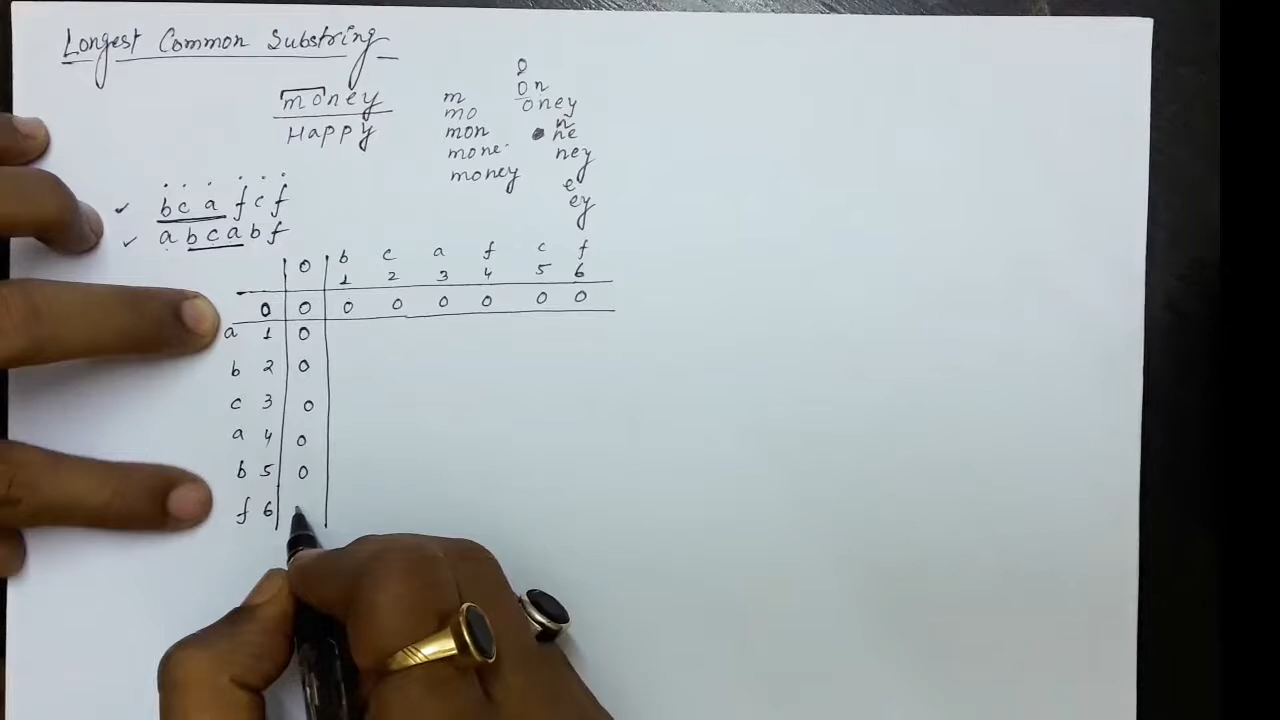 Longest Common Substring
money
Happy
m
mo
mon
mone
money
o
on
oney
n
ne
ney
e
ey
✓ b c a f c f
✓ a b c a b f
b c a f c f
0 1 2 3 4 5 6
0 0 0 0 0 0 0 0
a 1 0
b 2 0
c 3 0
a 4 0
b 5 0
f 6